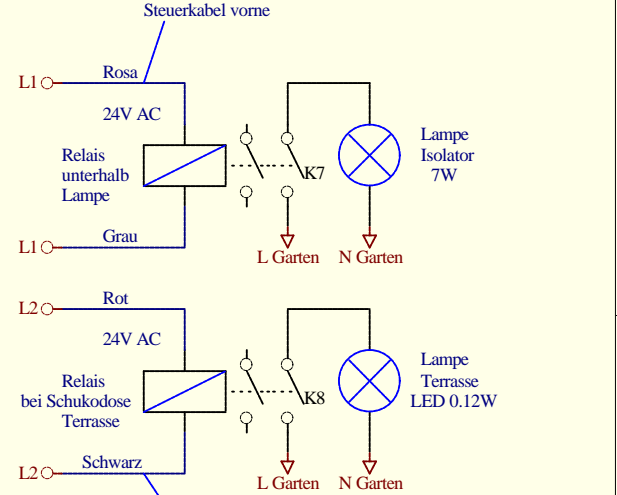 Steuerkabel vorne
L1
Rosa
24V AC
Relais
unterhalb
Lampe
K7
Lampe
Isolator
7W
L1
Grau
L Garten
N Garten
L2
Rot
24V AC
Relais
bei Schukodose
Terrasse
K8
Lampe
Terrasse
LED 0.12W
L2
Schwarz
L Garten
N Garten